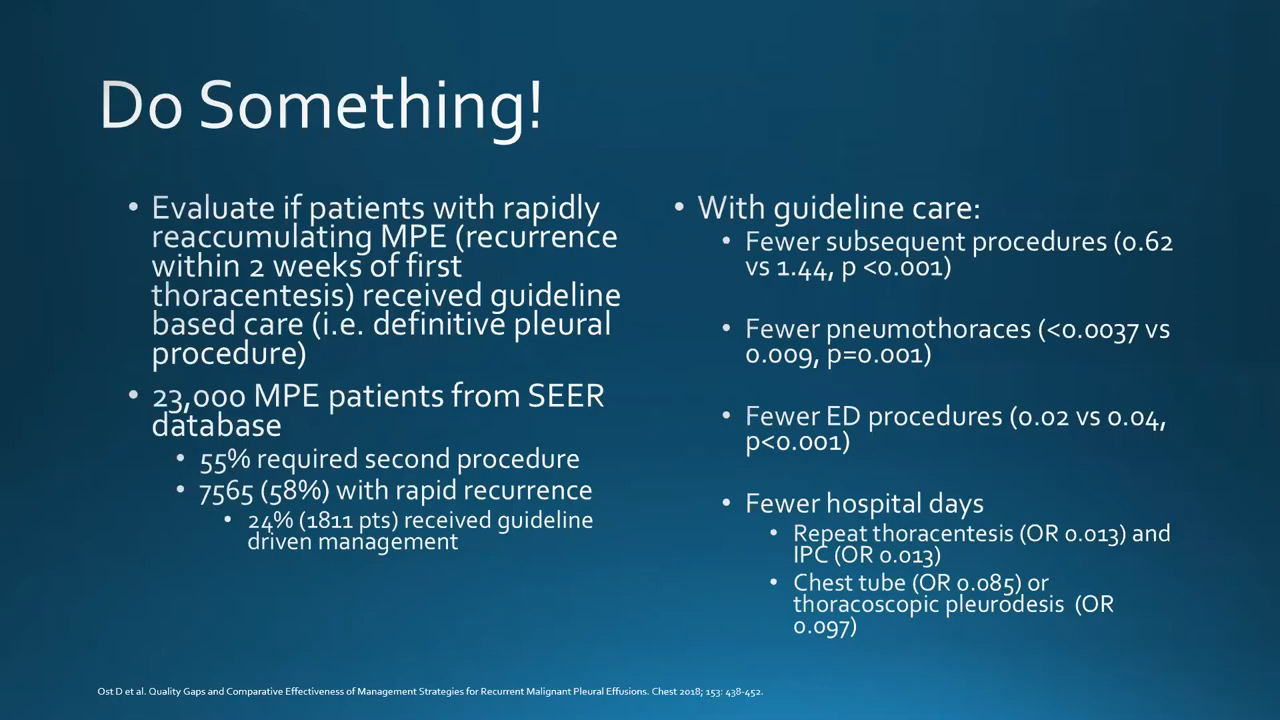 Do Something!
• Evaluate if patients with rapidly
reaccumulating MPE (recurrence
within 2 weeks of first
thoracentesis) received guideline
based care (i.e. definitive pleural
procedure)
• 23,000 MPE patients from SEER
database
• 55% required second procedure
• 7565 (58%) with rapid recurrence
• 24% (1811 pts) received guideline
driven management
• With guideline care:
• Fewer subsequent procedures (0.62
vs 1.44, p <0.001)
• Fewer pneumothoraces (<0.0037 vs
0.009, p=0.001)
• Fewer ED procedures (0.02 vs 0.04,
p<0.001)
• Fewer hospital days
• Repeat thoracentesis (OR 0.013) and
IPC (OR 0.013)
• Chest tube (OR 0.085) or
thoracoscopic pleurodesis (OR
0.097)
Ost D et al. Quality Gaps and Comparative Effectiveness of Management Strategies for Recurrent Malignant Pleural Effusions. Chest 2018; 153: 438-452.